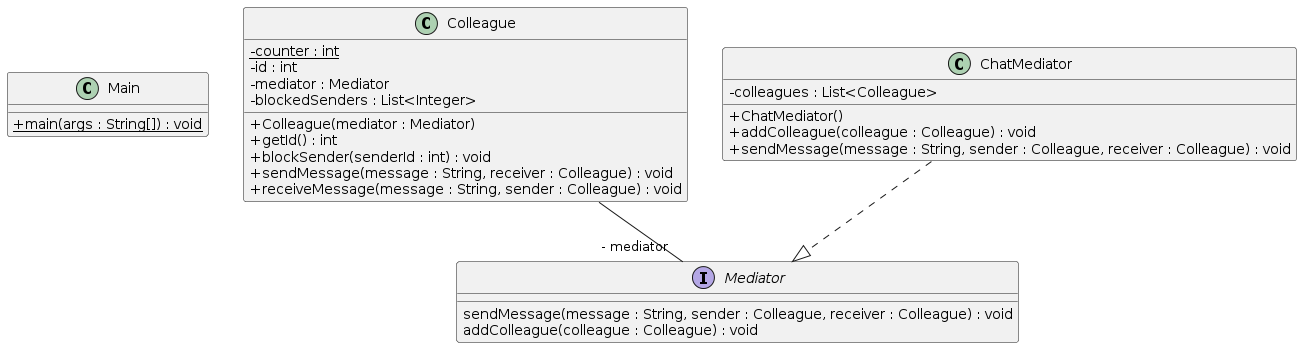 C Main
+main(args : String[]) : void
C Colleague
-counter : int
-id : int
-mediator : Mediator
-blockedSenders : List<Integer>
+Colleague(mediator : Mediator)
+getId() : int
+blockSender(senderId : int) : void
+sendMessage(message : String, receiver : Colleague) : void
+receiveMessage(message : String, sender : Colleague) : void
C ChatMediator
-colleagues : List<Colleague>
+ChatMediator()
+addColleague(colleague : Colleague) : void
+sendMessage(message : String, sender : Colleague, receiver : Colleague) : void
- mediator
I Mediator
sendMessage(message : String, sender : Colleague, receiver : Colleague) : void
addColleague(colleague : Colleague) : void